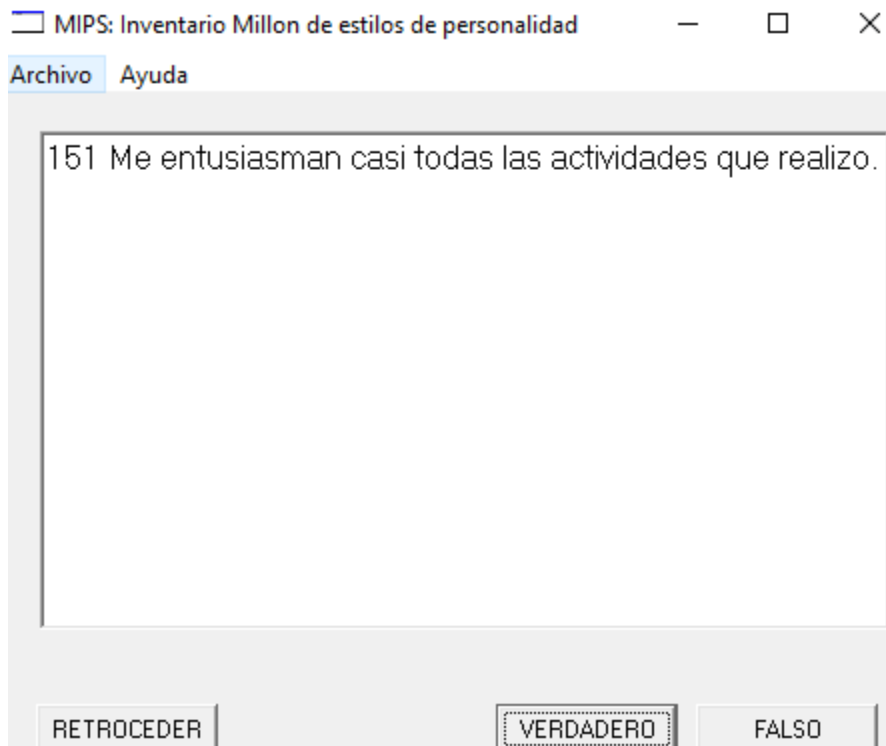 MIPS: Inventario Millon de estilos de personalidad
Archivo Ayuda
151 Me entusiasman casi todas las actividades que realizo.
RETROCEDER VERDADERO FALSO